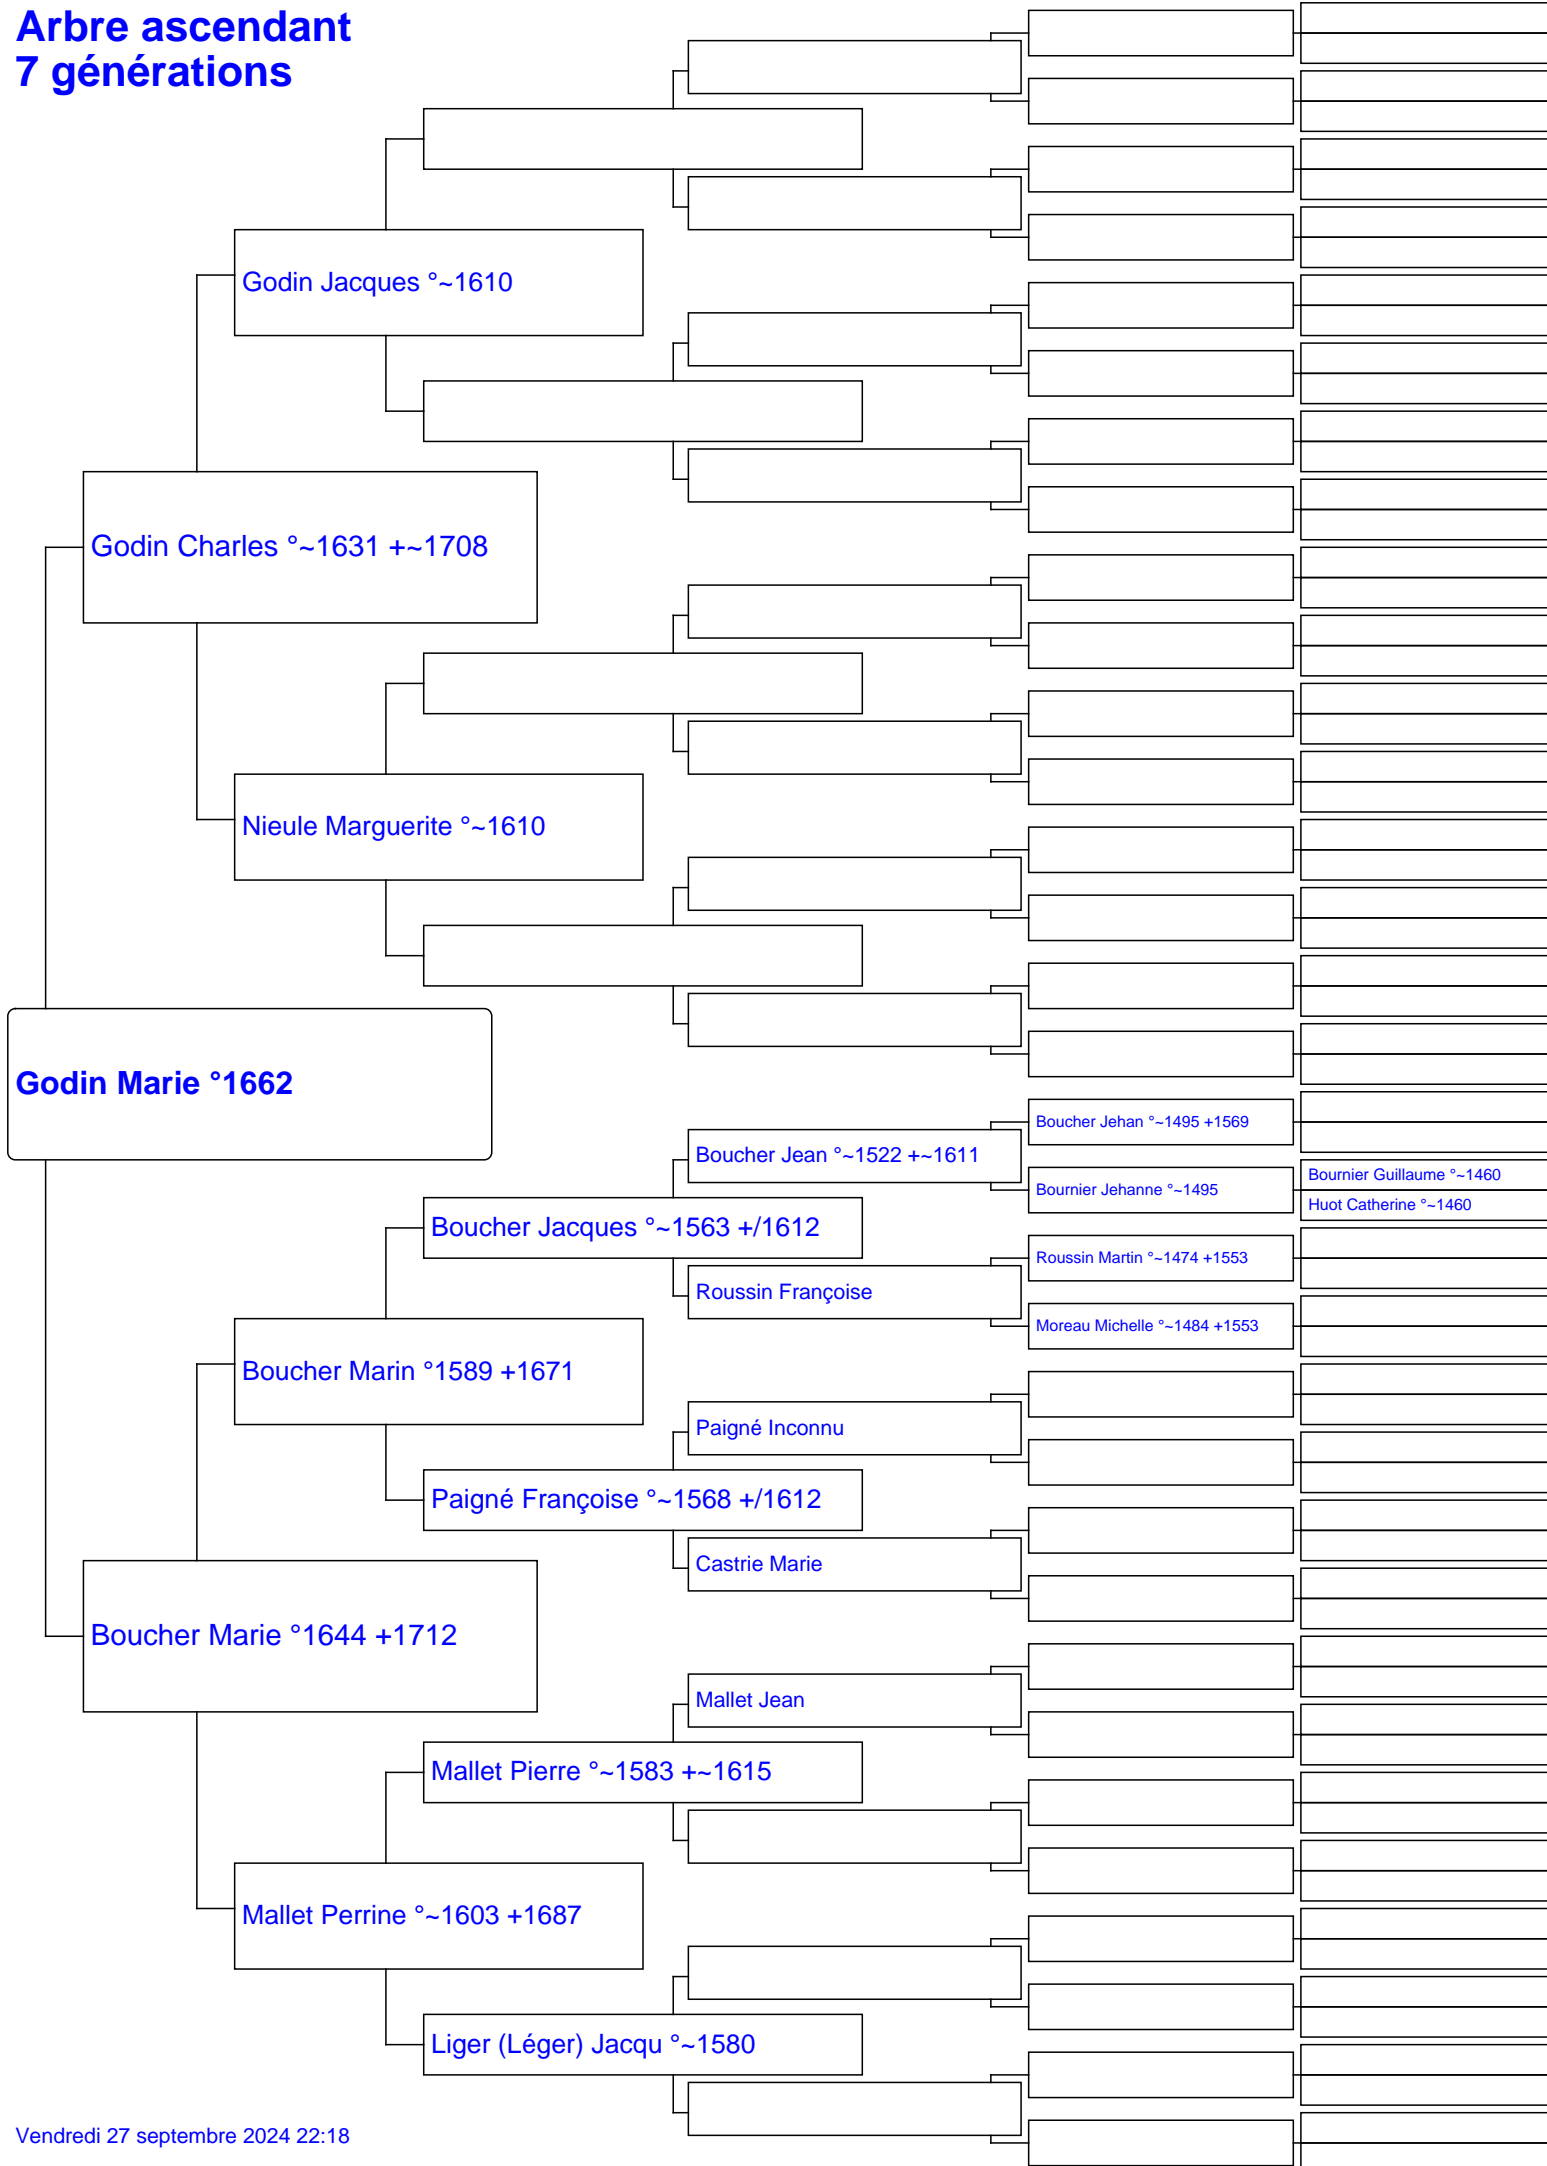 Arbre ascendant
7 générations
Godin Jacques °~1610
Godin Charles °~1631 +~1708
Nieule Marguerite °~1610
Godin Marie °1662
Boucher Jehan °~1495 +1569
Boucher Jean °~1522 +~1611
Bournier Guillaume °~1460
Bournier Jehanne °~1495
Huot Catherine °~1460
Boucher Jacques °~1563 +/1612
Roussin Martin °~1474 +1553
Roussin Françoise
Moreau Michelle °~1484 +1553
Boucher Marin °1589 +1671
Paigné Inconnu
Paigné Françoise °~1568 +/1612
Castrie Marie
Boucher Marie °1644 +1712
Mallet Jean
Mallet Pierre °~1583 +~1615
Mallet Perrine °~1603 +1687
Liger (Léger) Jacqu °~1580
Vendredi 27 septembre 2024 22:18